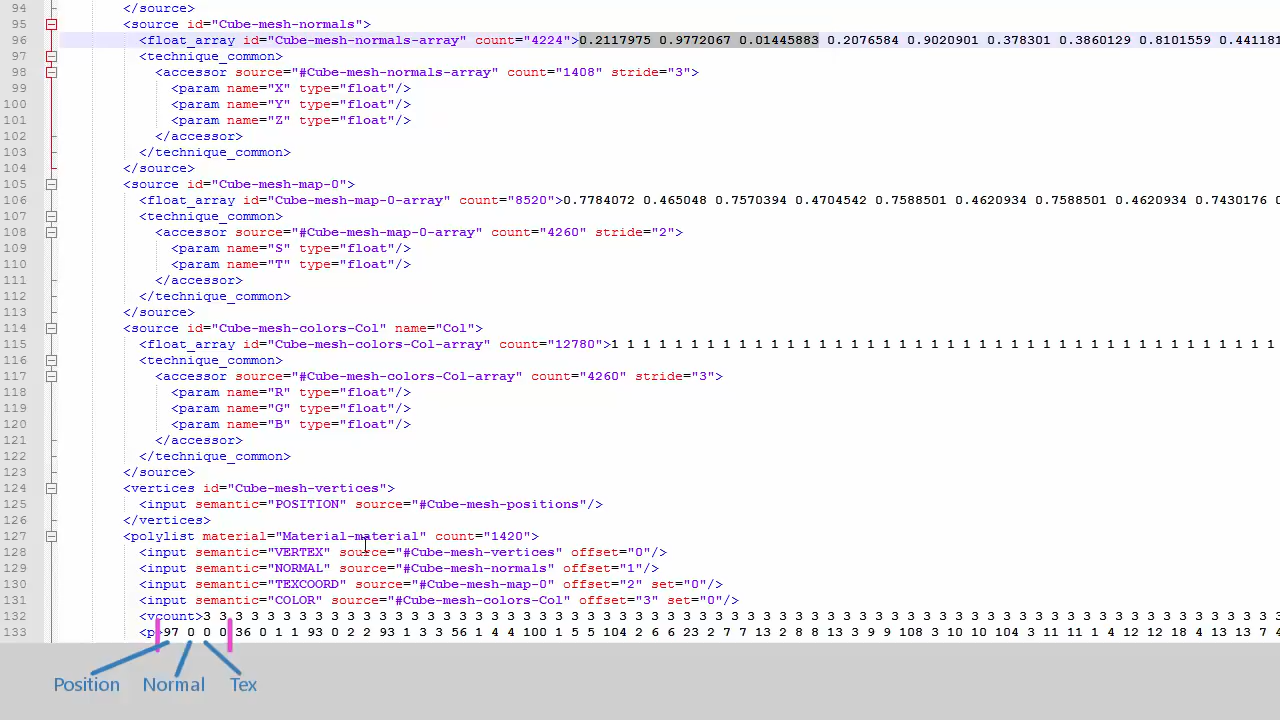 94 </source>
95 <source id="Cube-mesh-normals">
96 <float_array id="Cube-mesh-normals-array" count="4224">0.2117975 0.9772067 0.01445883 0.2076584 0.9020901 0.378301 0.3860129 0.8101559 0.441181
97 <technique_common>
98 <accessor source="#Cube-mesh-normals-array" count="1408" stride="3">
99 <param name="X" type="float"/>
100 <param name="Y" type="float"/>
101 <param name="Z" type="float"/>
102 </accessor>
103 </technique_common>
104 </source>
105 <source id="Cube-mesh-map-0">
106 <float_array id="Cube-mesh-map-0-array" count="8520">0.7784072 0.465048 0.7570394 0.4704542 0.7588501 0.4620934 0.7588501 0.4620934 0.7430176 0
107 <technique_common>
108 <accessor source="#Cube-mesh-map-0-array" count="4260" stride="2">
109 <param name="S" type="float"/>
110 <param name="T" type="float"/>
111 </accessor>
112 </technique_common>
113 </source>
114 <source id="Cube-mesh-colors-Col" name="Col">
115 <float_array id="Cube-mesh-colors-Col-array" count="12780">1 1 1 1 1 1 1 1 1 1 1 1 1 1 1 1 1 1 1 1 1 1 1 1 1 1 1 1 1 1 1 1 1 1 1 1 1 1 1 1 1 1
116 <technique_common>
117 <accessor source="#Cube-mesh-colors-Col-array" count="4260" stride="3">
118 <param name="R" type="float"/>
119 <param name="G" type="float"/>
120 <param name="B" type="float"/>
121 </accessor>
122 </technique_common>
123 </source>
124 <vertices id="Cube-mesh-vertices">
125 <input semantic="POSITION" source="#Cube-mesh-positions"/>
126 </vertices>
127 <polylist material="Material-material" count="1420">
128 <input semantic="VERTEX" source="#Cube-mesh-vertices" offset="0"/>
129 <input semantic="NORMAL" source="#Cube-mesh-normals" offset="1"/>
130 <input semantic="TEXCOORD" source="#Cube-mesh-map-0" offset="2" set="0"/>
131 <input semantic="COLOR" source="#Cube-mesh-colors-Col" offset="3" set="0"/>
132 <vcount>3 3 3 3 3 3 3 3 3 3 3 3 3 3 3 3 3 3 3 3 3 3 3 3 3 3 3 3 3 3 3 3 3 3 3 3 3 3 3 3 3 3 3 3 3 3 3 3 3 3 3 3 3 3
133 <p>97 0 0 0 36 0 1 1 93 0 2 2 93 1 3 3 56 1 4 4 100 1 5 5 104 2 6 6 23 2 7 7 13 2 8 8 13 3 9 9 108 3 10 10 104 3 11 11 12 4 12 12 18 4 13 13 7 4
Position Normal Tex